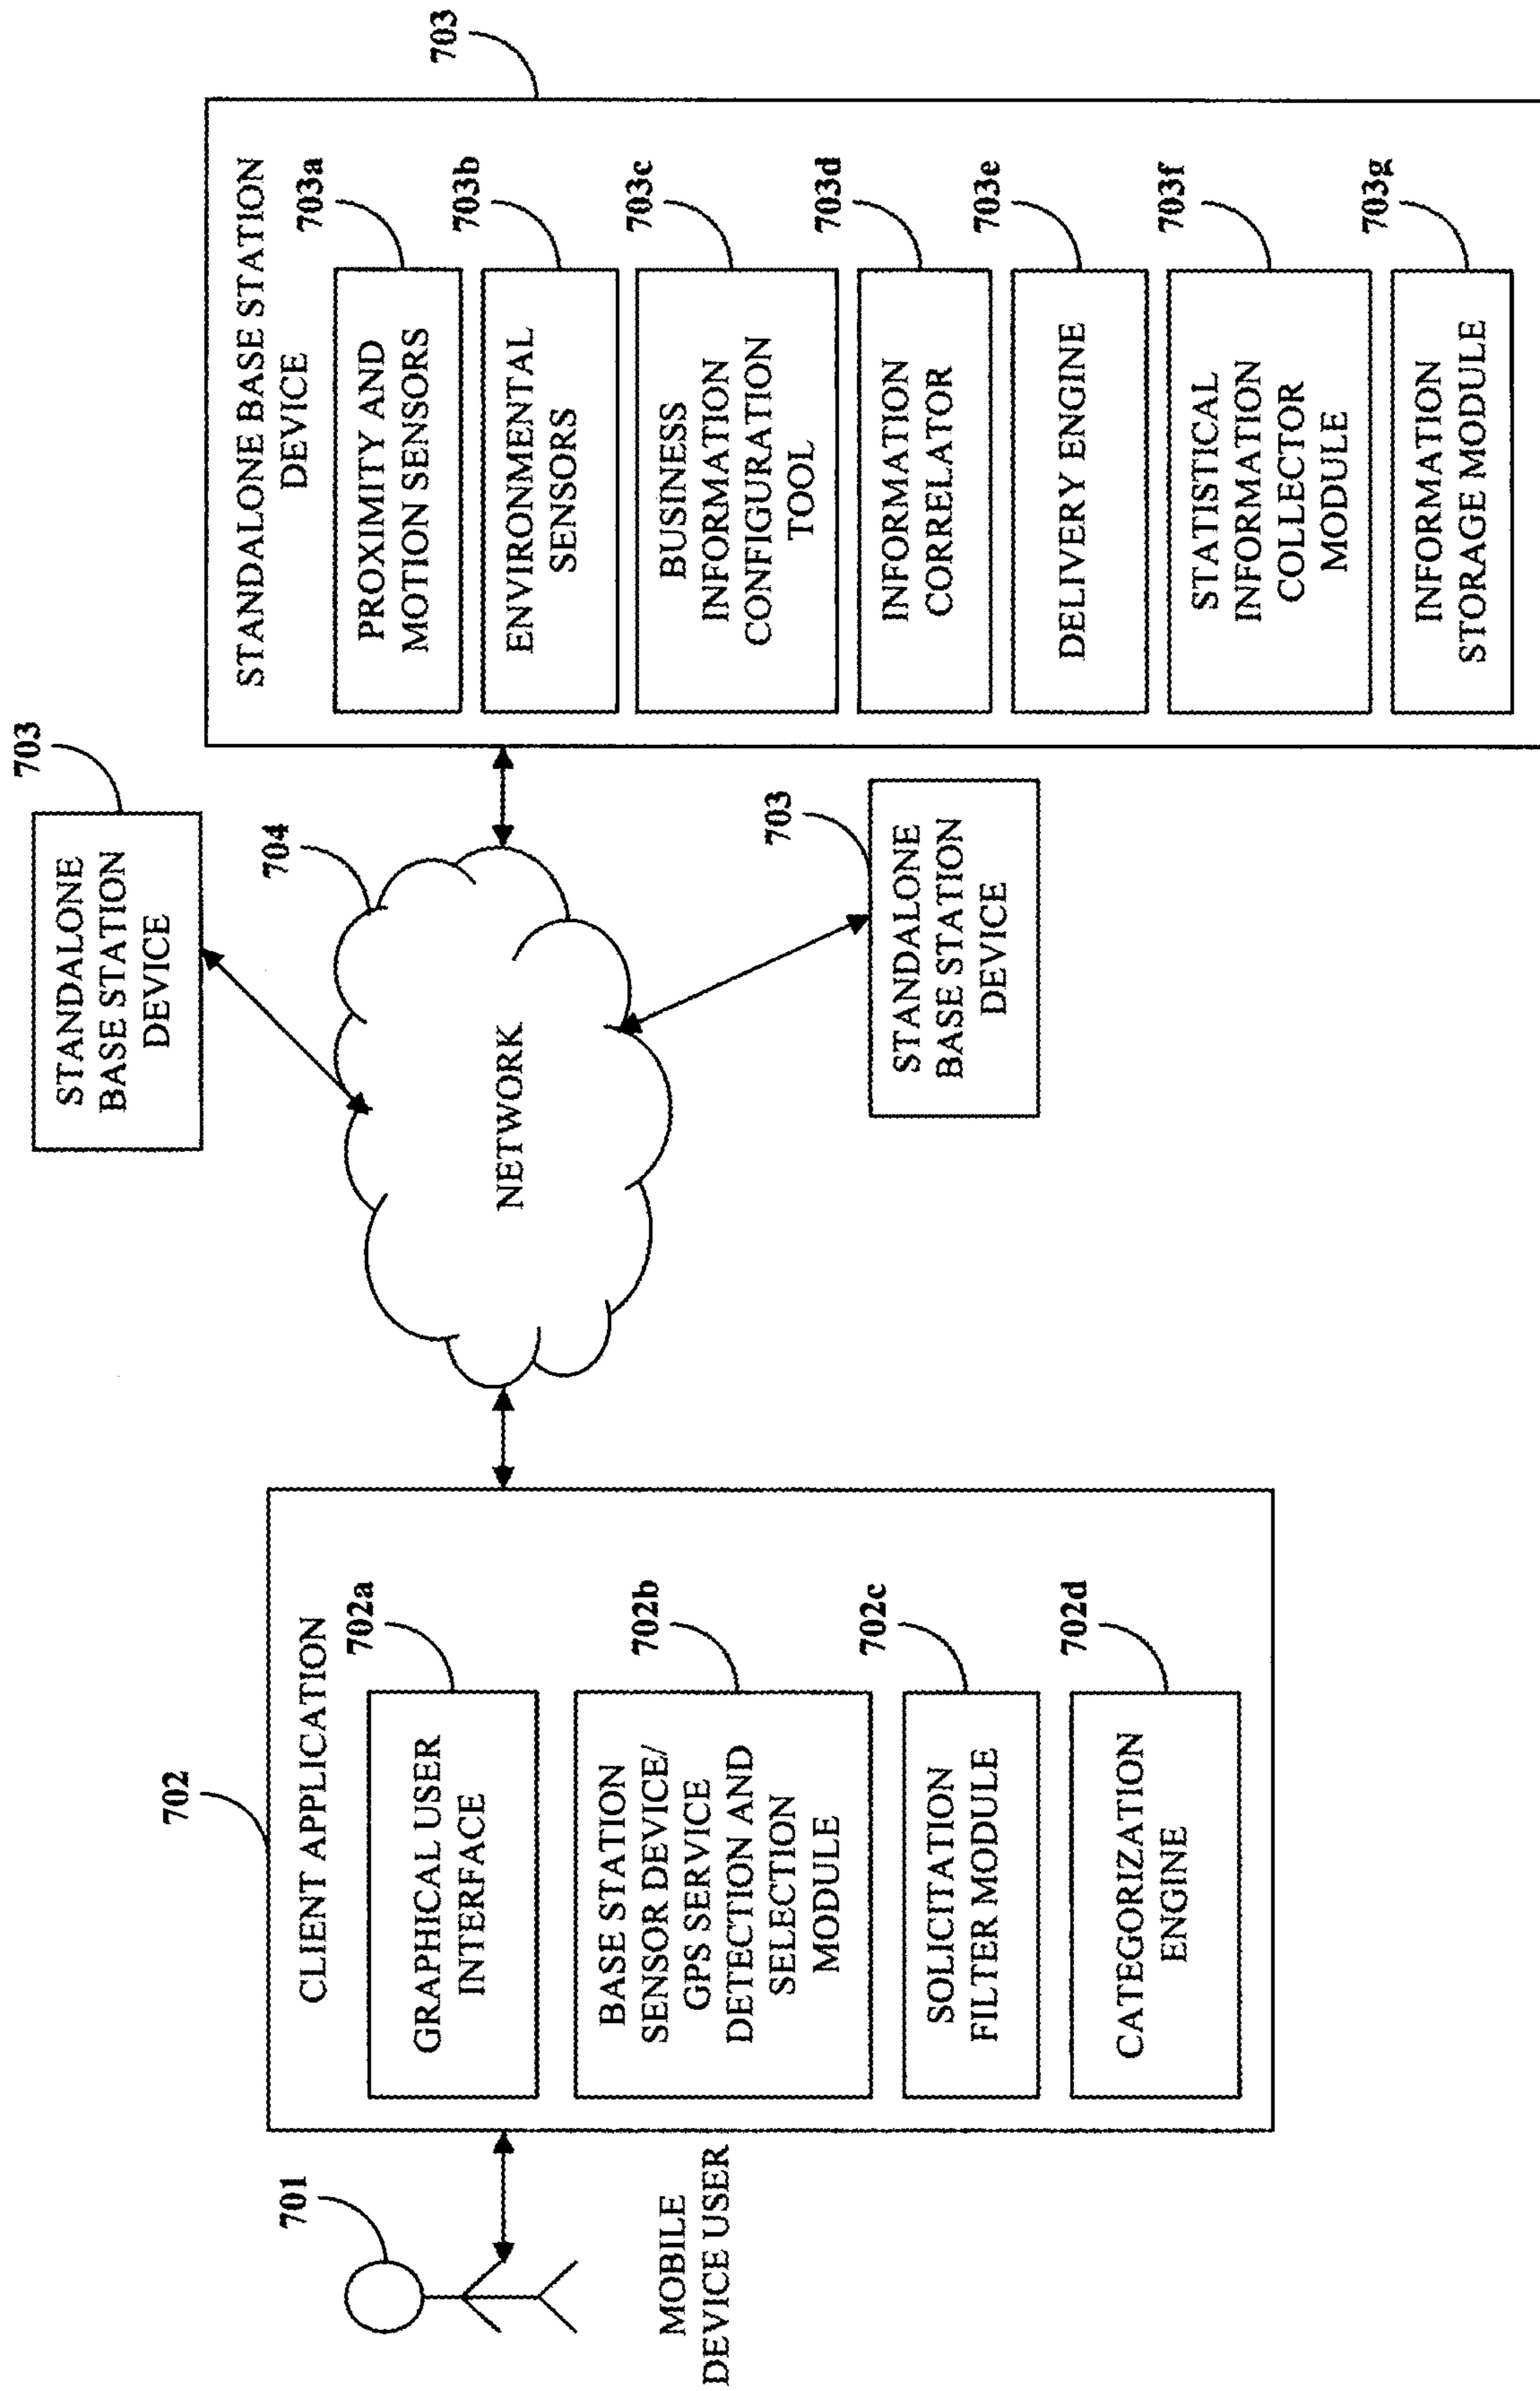 701
MOBILE
DEVICE USER
702
CLIENT APPLICATION
702a
GRAPHICAL USER
INTERFACE
702b
BASE STATION
SENSOR DEVICE/
GPS SERVICE
DETECTION AND
SELECTION
MODULE
702c
SOLICITATION
FILTER MODULE
702d
CATEGORIZATION
ENGINE
704
NETWORK
703
STANDALONE
BASE STATION
DEVICE
703
STANDALONE
BASE STATION
DEVICE
703
STANDALONE BASE STATION
DEVICE
703a
PROXIMITY AND
MOTION SENSORS
703b
ENVIRONMENTAL
SENSORS
703c
BUSINESS
INFORMATION
CONFIGURATION
TOOL
703d
INFORMATION
CORRELATOR
703e
DELIVERY ENGINE
703f
STATISTICAL
INFORMATION
COLLECTOR
MODULE
703g
INFORMATION
STORAGE MODULE